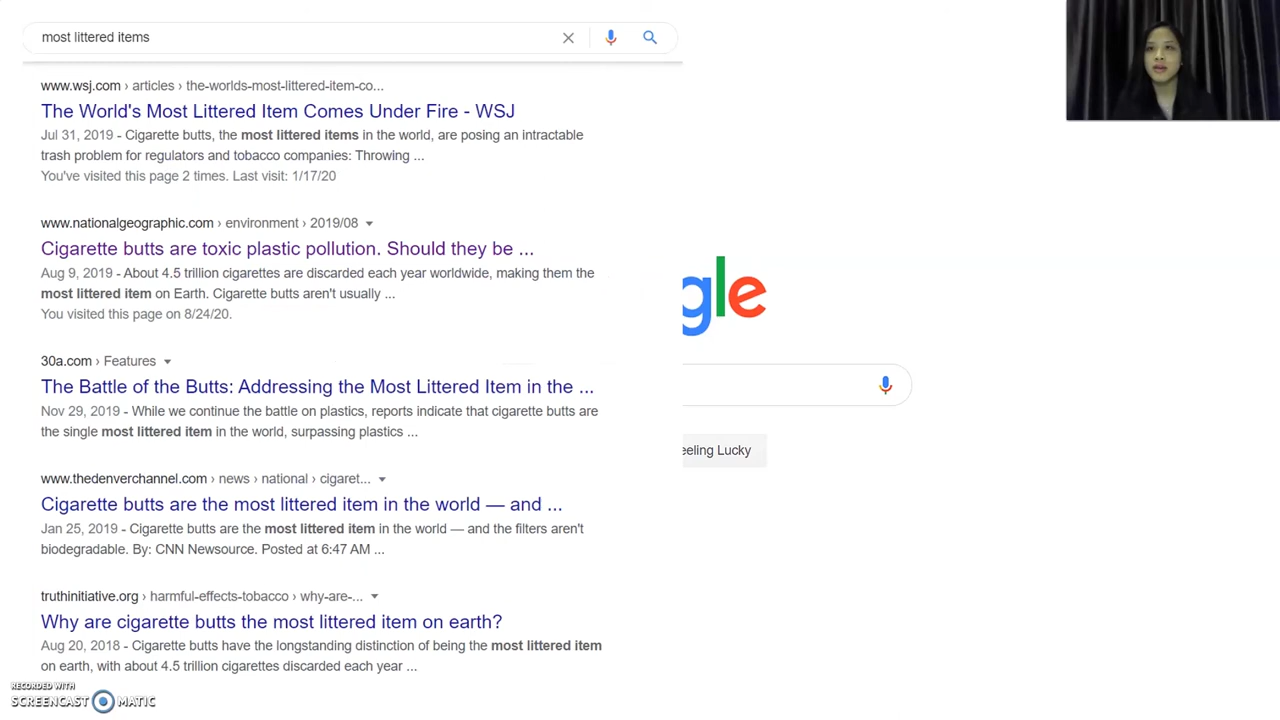 most littered items
www.wsj.com › articles › the-worlds-most-littered-item-co...
The World's Most Littered Item Comes Under Fire - WSJ
Jul 31, 2019 - Cigarette butts, the most littered items in the world, are posing an intractable
trash problem for regulators and tobacco companies: Throwing ...
You've visited this page 2 times. Last visit: 1/17/20
www.nationalgeographic.com › environment › 2019/08
Cigarette butts are toxic plastic pollution. Should they be ...
Aug 9, 2019 - About 4.5 trillion cigarettes are discarded each year worldwide, making them the
most littered item on Earth. Cigarette butts aren't usually ...
You visited this page on 8/24/20.
30a.com › Features
The Battle of the Butts: Addressing the Most Littered Item in the ...
Nov 29, 2019 - While we continue the battle on plastics, reports indicate that cigarette butts are
the single most littered item in the world, surpassing plastics ...
www.thedenverchannel.com › news › national › cigaret...
Cigarette butts are the most littered item in the world — and ...
Jan 25, 2019 - Cigarette butts are the most littered item in the world — and the filters aren't
biodegradable. By: CNN Newsource. Posted at 6:47 AM ...
truthinitiative.org › harmful-effects-tobacco › why-are-...
Why are cigarette butts the most littered item on earth?
Aug 20, 2018 - Cigarette butts have the longstanding distinction of being the most littered item
on earth, with about 4.5 trillion cigarettes discarded each year ...
gle
eeling Lucky
RECORDED WITH
SCREENCAST MATIC